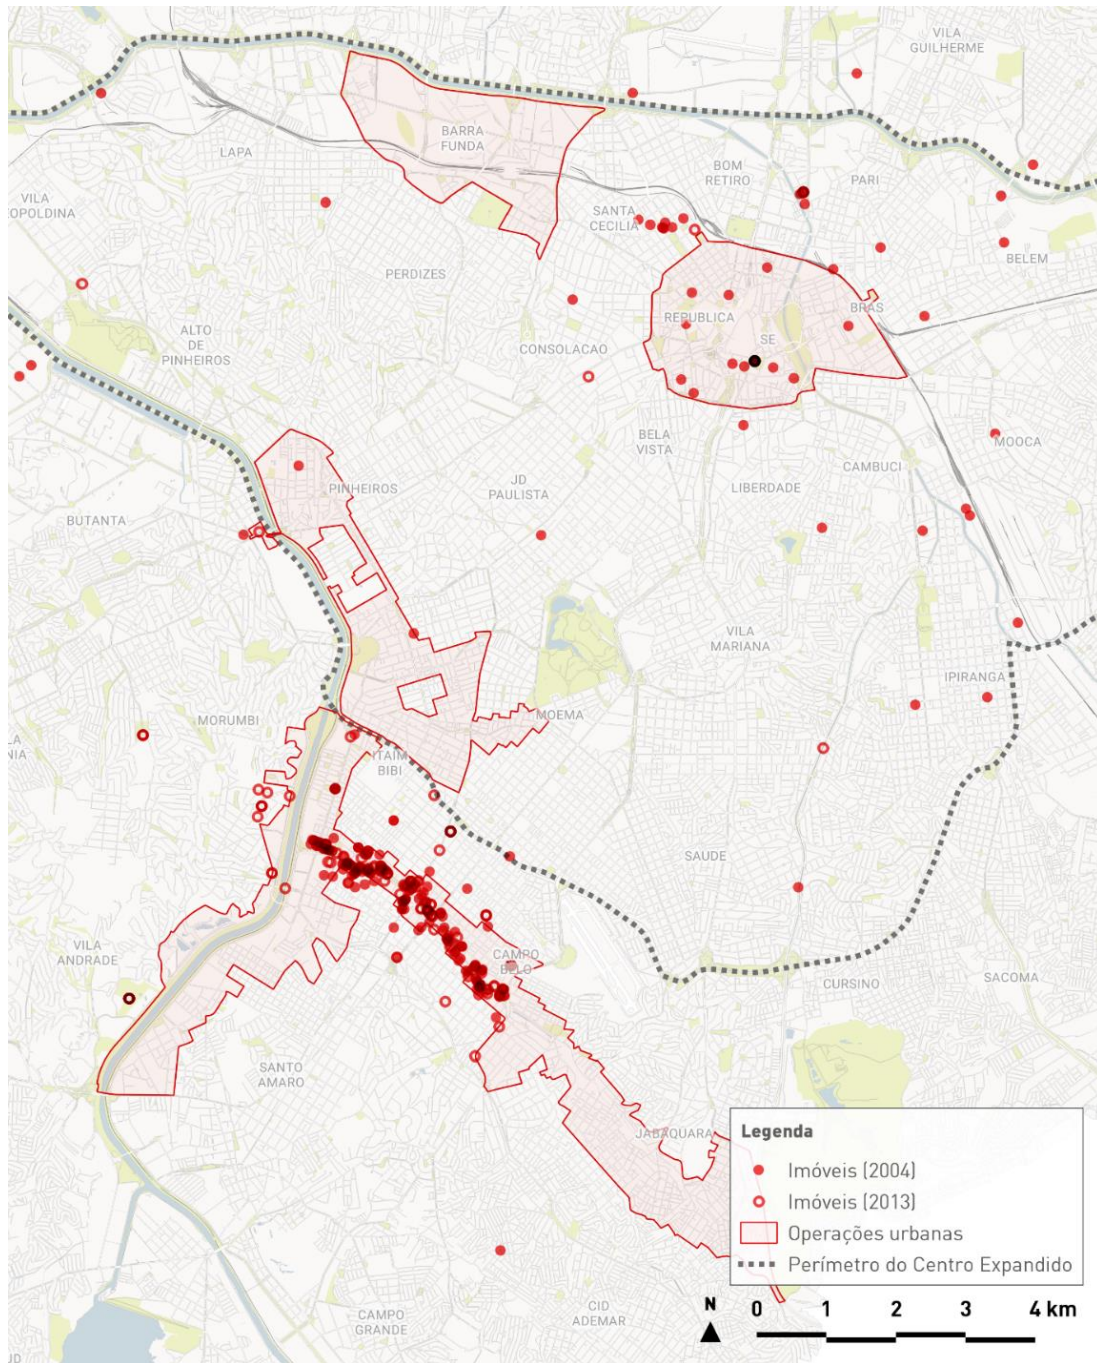 VILA
GUILHERME
BARRA
FUNDA
LAPA
BOM
RETIRO
PARI
VILA
EOPOLDINA
SANTA
CECILIA
BELEM
PERDIZES
BRAS
REPUBLICA
ALTO
DE
PINHEIROS
SE
CONSOLACAO
BELA
VISTA
MOOCA
CAMBUCI
JD
PAULISTA
PINHEIROS
LIBERDADE
BUTANTA
VILA
MARIANA
IPIRANGA
MORUMBI
MOEMA
NIA
ITAIM
BIBI
SAUDE
VILA
ANDRADE
CAMPO
BELO
CURSINO
SACOMA
SANTO
AMARO
JABAQUARA
Legenda
Imóveis (2004)
Imóveis (2013)
Operações urbanas
Perímetro do Centro Expandido
N
0 1 2 3 4 km
CAMPO
GRANDE
CID
ADEMAR
JD